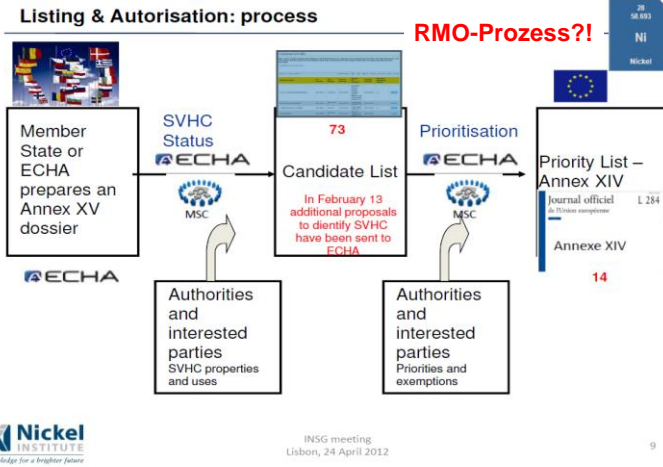 Listing & Autorisation: process
RMO-Prozess?!
28
58.693
Ni
Nickel
Member
State or
ECHA
prepares an
Annex XV
dossier
ECHA
SVHC
Status
ECHA
MSC
73
Candidate List
In February 13
additional proposals
to dientify SVHC
have been sent to
ECHA
Prioritisation
ECHA
MSC
Priority List –
Annex XIV
Journal officiel
L 284
de l'Union européenne
Annexe XIV
14
Authorities
and
interested
parties
SVHC properties
and uses
Authorities
and
interested
parties
Priorities and
exemptions
Nickel
INSTITUTE
for a brighter future
INSG meeting
Lisbon, 24 April 2012
9